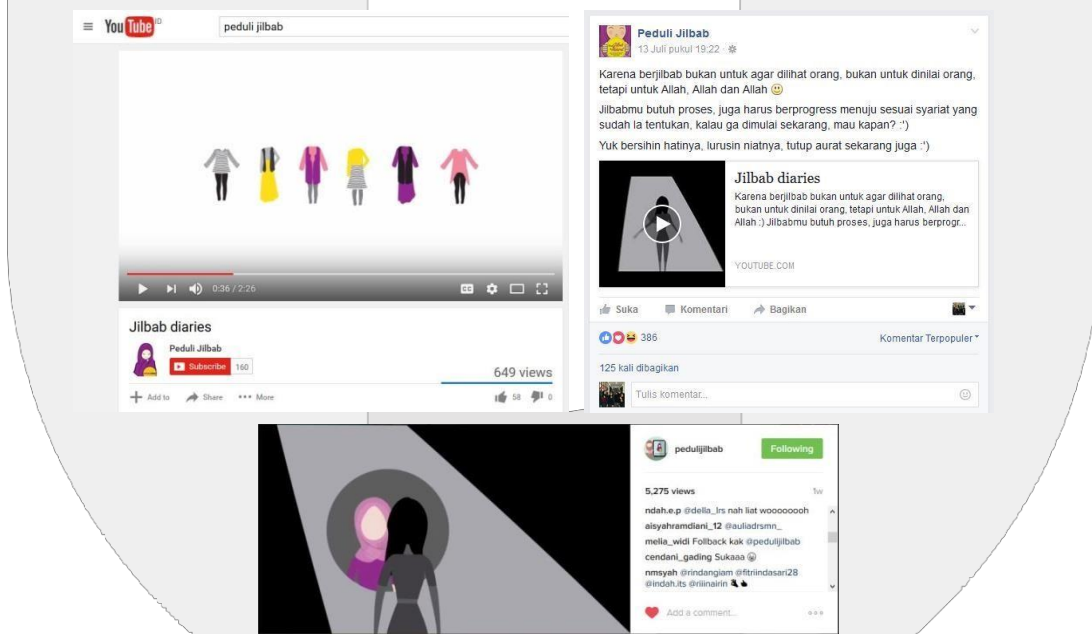 YouTube ID
peduli jilbab
0:36 / 2:26
CC
Jilbab diaries
Peduli Jilbab
Subscribe 160
649 views
Add to Share More
58 0
Peduli Jilbab
13 Juli pukul 19:22
Karena berjilbab bukan untuk agar dilihat orang, bukan untuk dinilai orang,
tetapi untuk Allah, Allah dan Allah
Jilbabmu butuh proses, juga harus berprogress menuju sesuai syariat yang
sudah Ia tentukan, kalau ga dimulai sekarang, mau kapan? :')
Yuk bersihin hatinya, lurusin niatnya, tutup aurat sekarang juga :')
Jilbab diaries
Karena berjilbab bukan untuk agar dilihat orang,
bukan untuk dinilai orang, tetapi untuk Allah, Allah dan
Allah :) Jilbabmu butuh proses, juga harus berprogr...
YOUTUBE.COM
Suka Komentari Bagikan
386 Komentar Terpopuler
125 kali dibagikan
Tulis komentar...
pedulijilbab Following
5,275 views 1w
ndah.e.p @della_lrs nah liat woooooooh
aisyahramdiani_12 @auliadrsmn_
melia_widi Follback kak @pedulijilbab
cendani_gading Sukaaa
nmsyah @rindangiam @fitriindasari28
@indah.its @riiinairin
Add a comment...